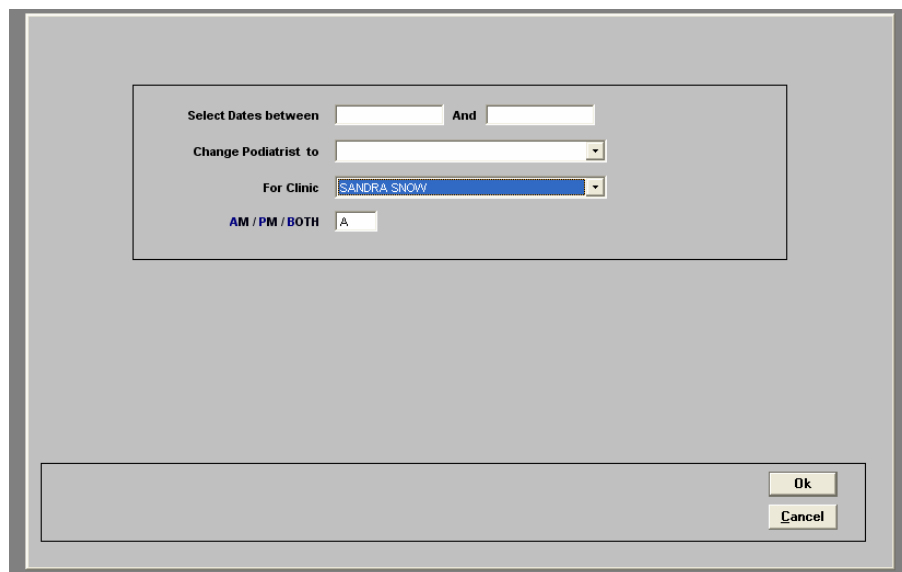 Select Dates between And
Change Podiatrist to
For Clinic SANDRA SNOW
AM / PM / BOTH A
Ok
Cancel